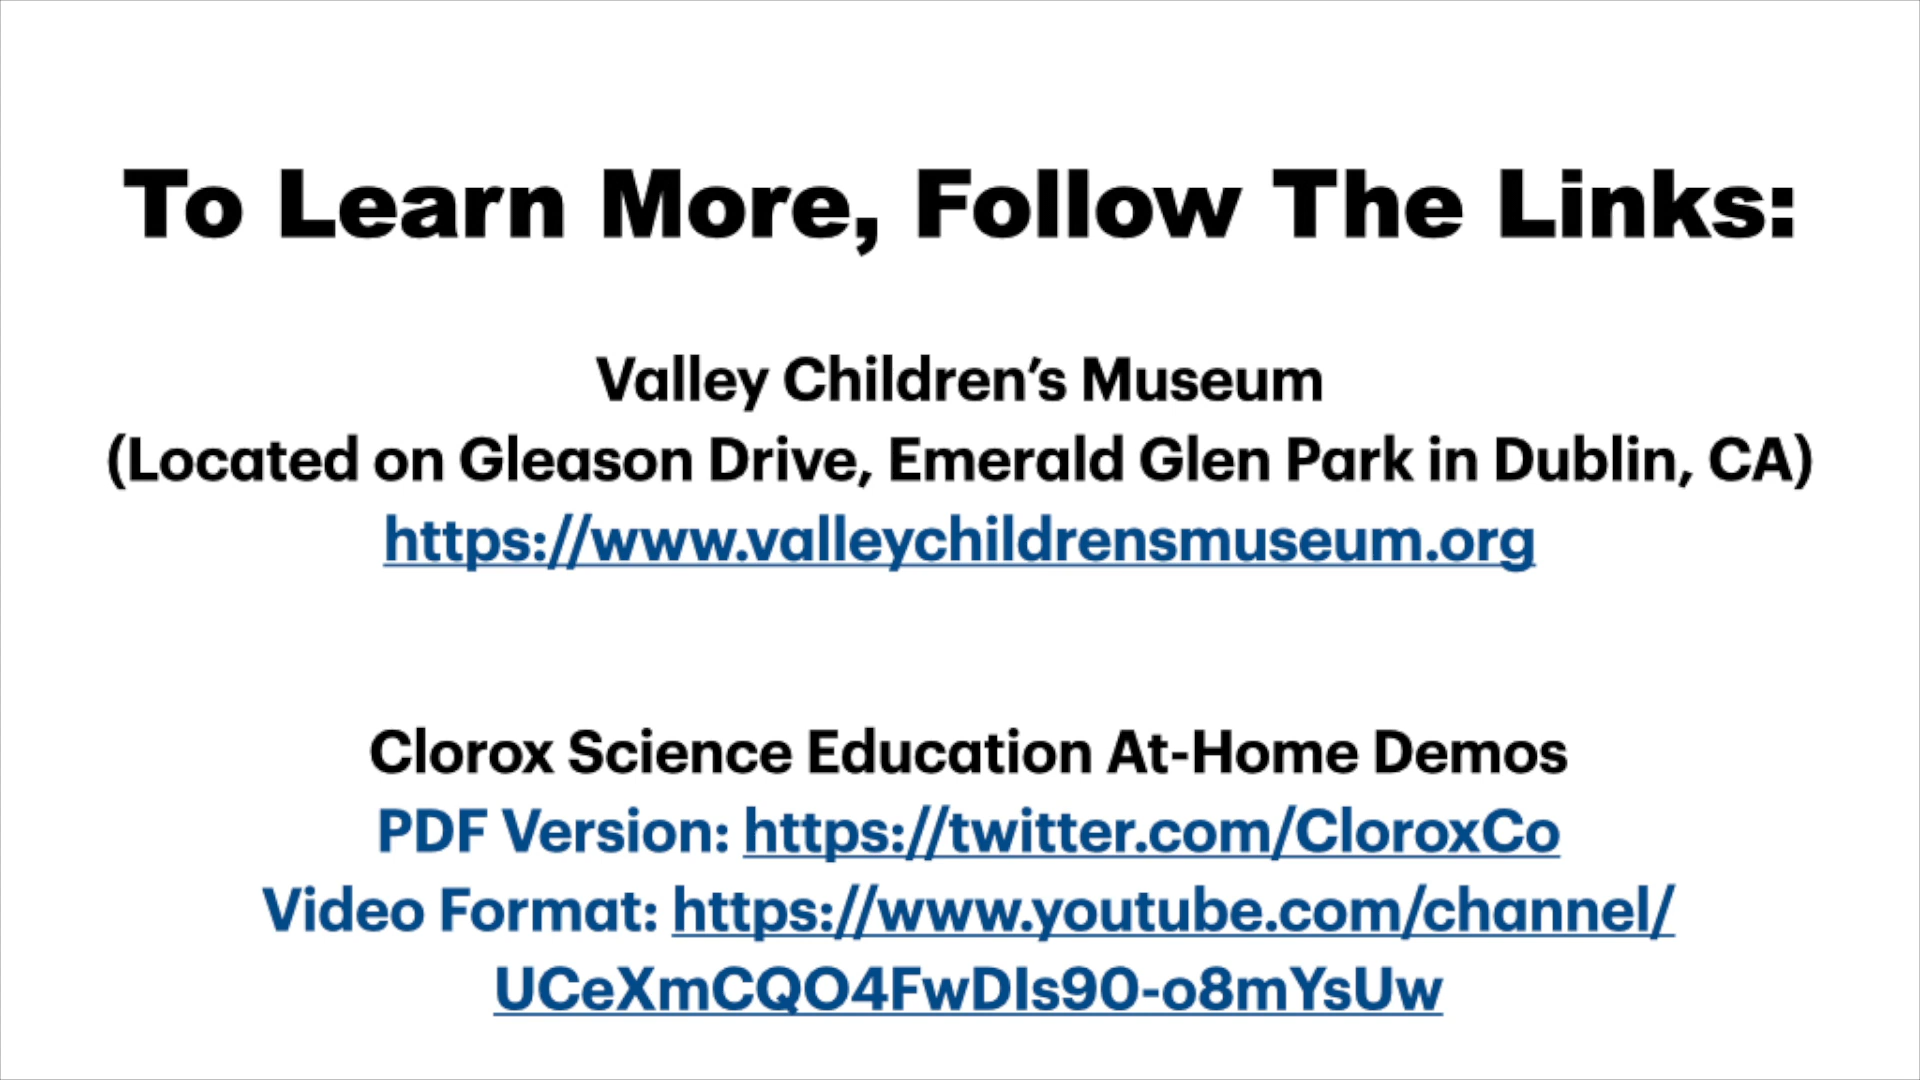 To Learn More, Follow The Links:
Valley Children’s Museum
(Located on Gleason Drive, Emerald Glen Park in Dublin, CA)
https://www.valleychildrensmuseum.org
Clorox Science Education At-Home Demos
PDF Version: https://twitter.com/CloroxCo
Video Format: https://www.youtube.com/channel/
UCeXmCQO4FwDIs90-o8mYsUw